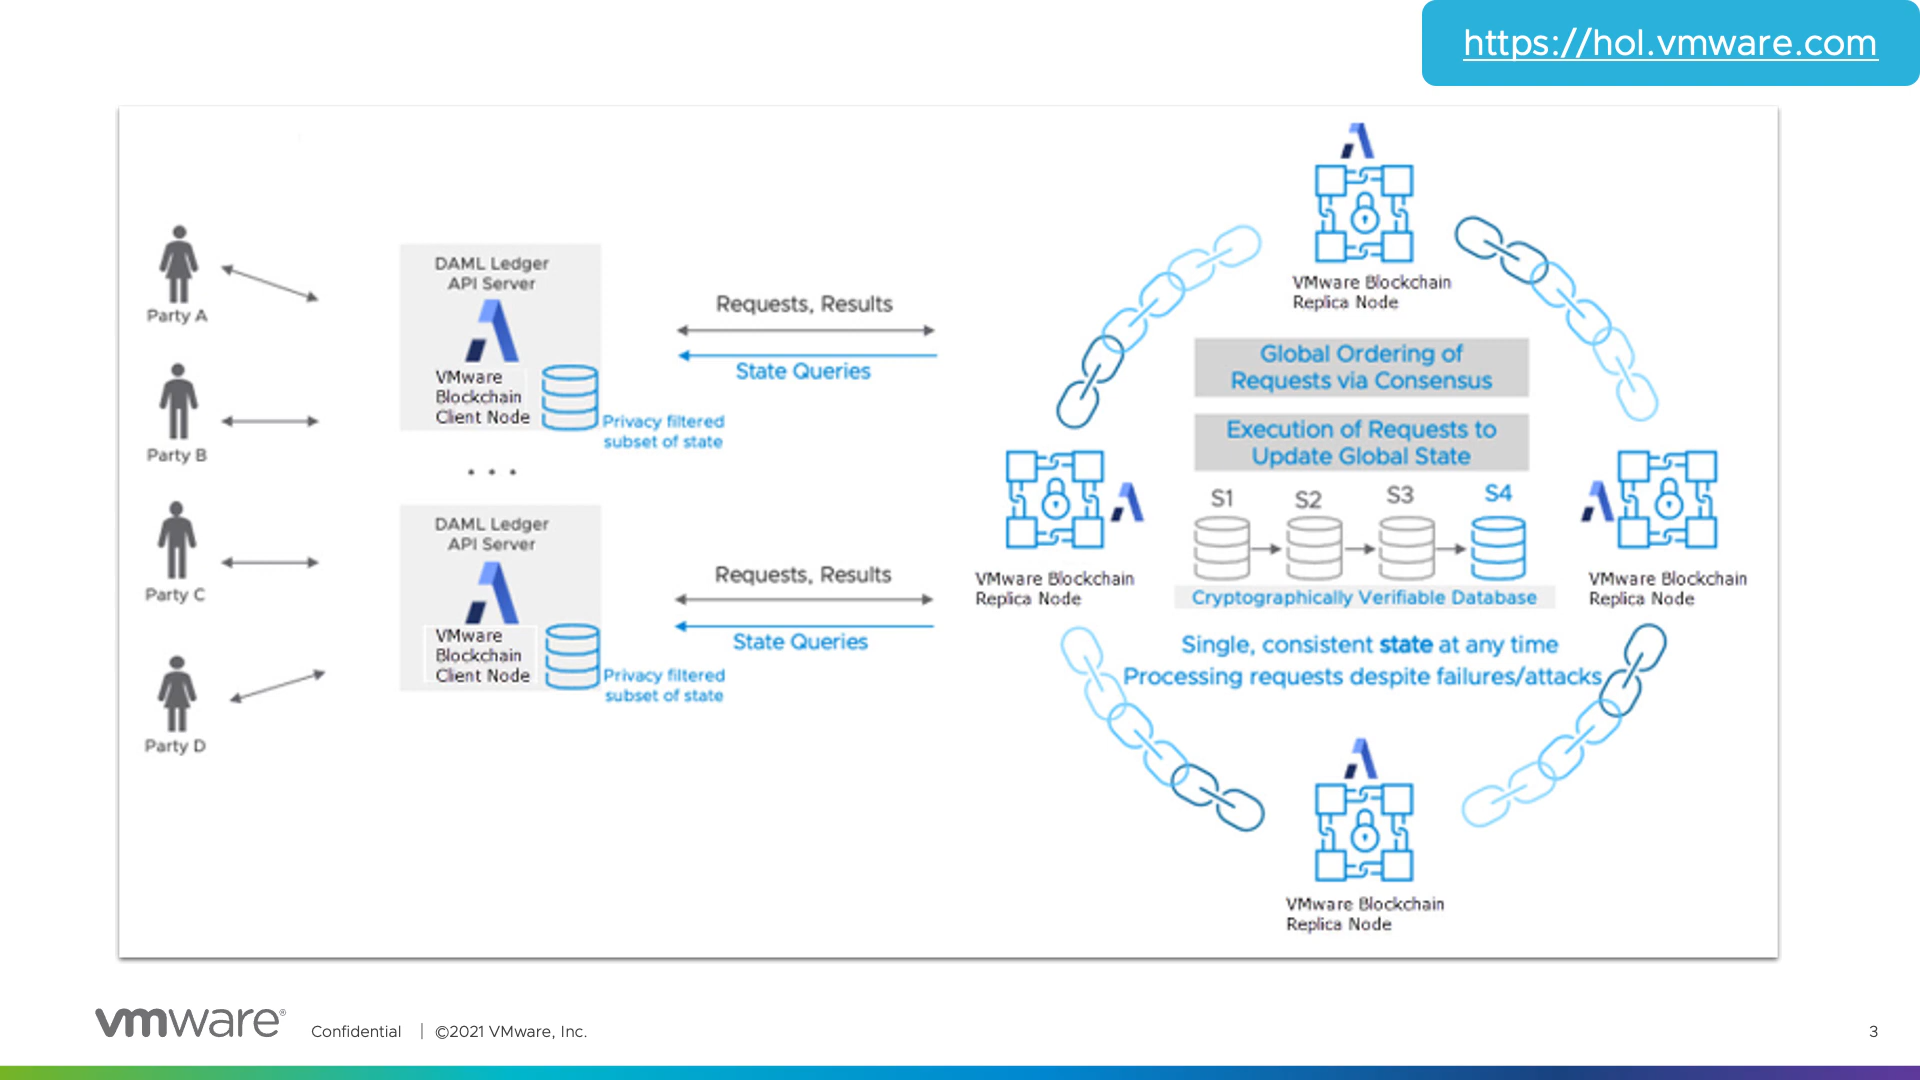 https://hol.vmware.com
Party A
Party B
Party C
Party D
DAML Ledger
API Server
VMware
Blockchain
Client Node
Privacy filtered
subset of state
...
DAML Ledger
API Server
VMware
Blockchain
Client Node
Privacy filtered
subset of state
Requests, Results
State Queries
Requests, Results
State Queries
VMware Blockchain
Replica Node
Global Ordering of
Requests via Consensus
Execution of Requests to
Update Global State
S1 S2 S3 S4
Cryptographically Verifiable Database
Single, consistent state at any time
Processing requests despite failures/attacks
VMware Blockchain
Replica Node
VMware Blockchain
Replica Node
VMware Blockchain
Replica Node
vmware® Confidential | ©2021 VMware, Inc. 3